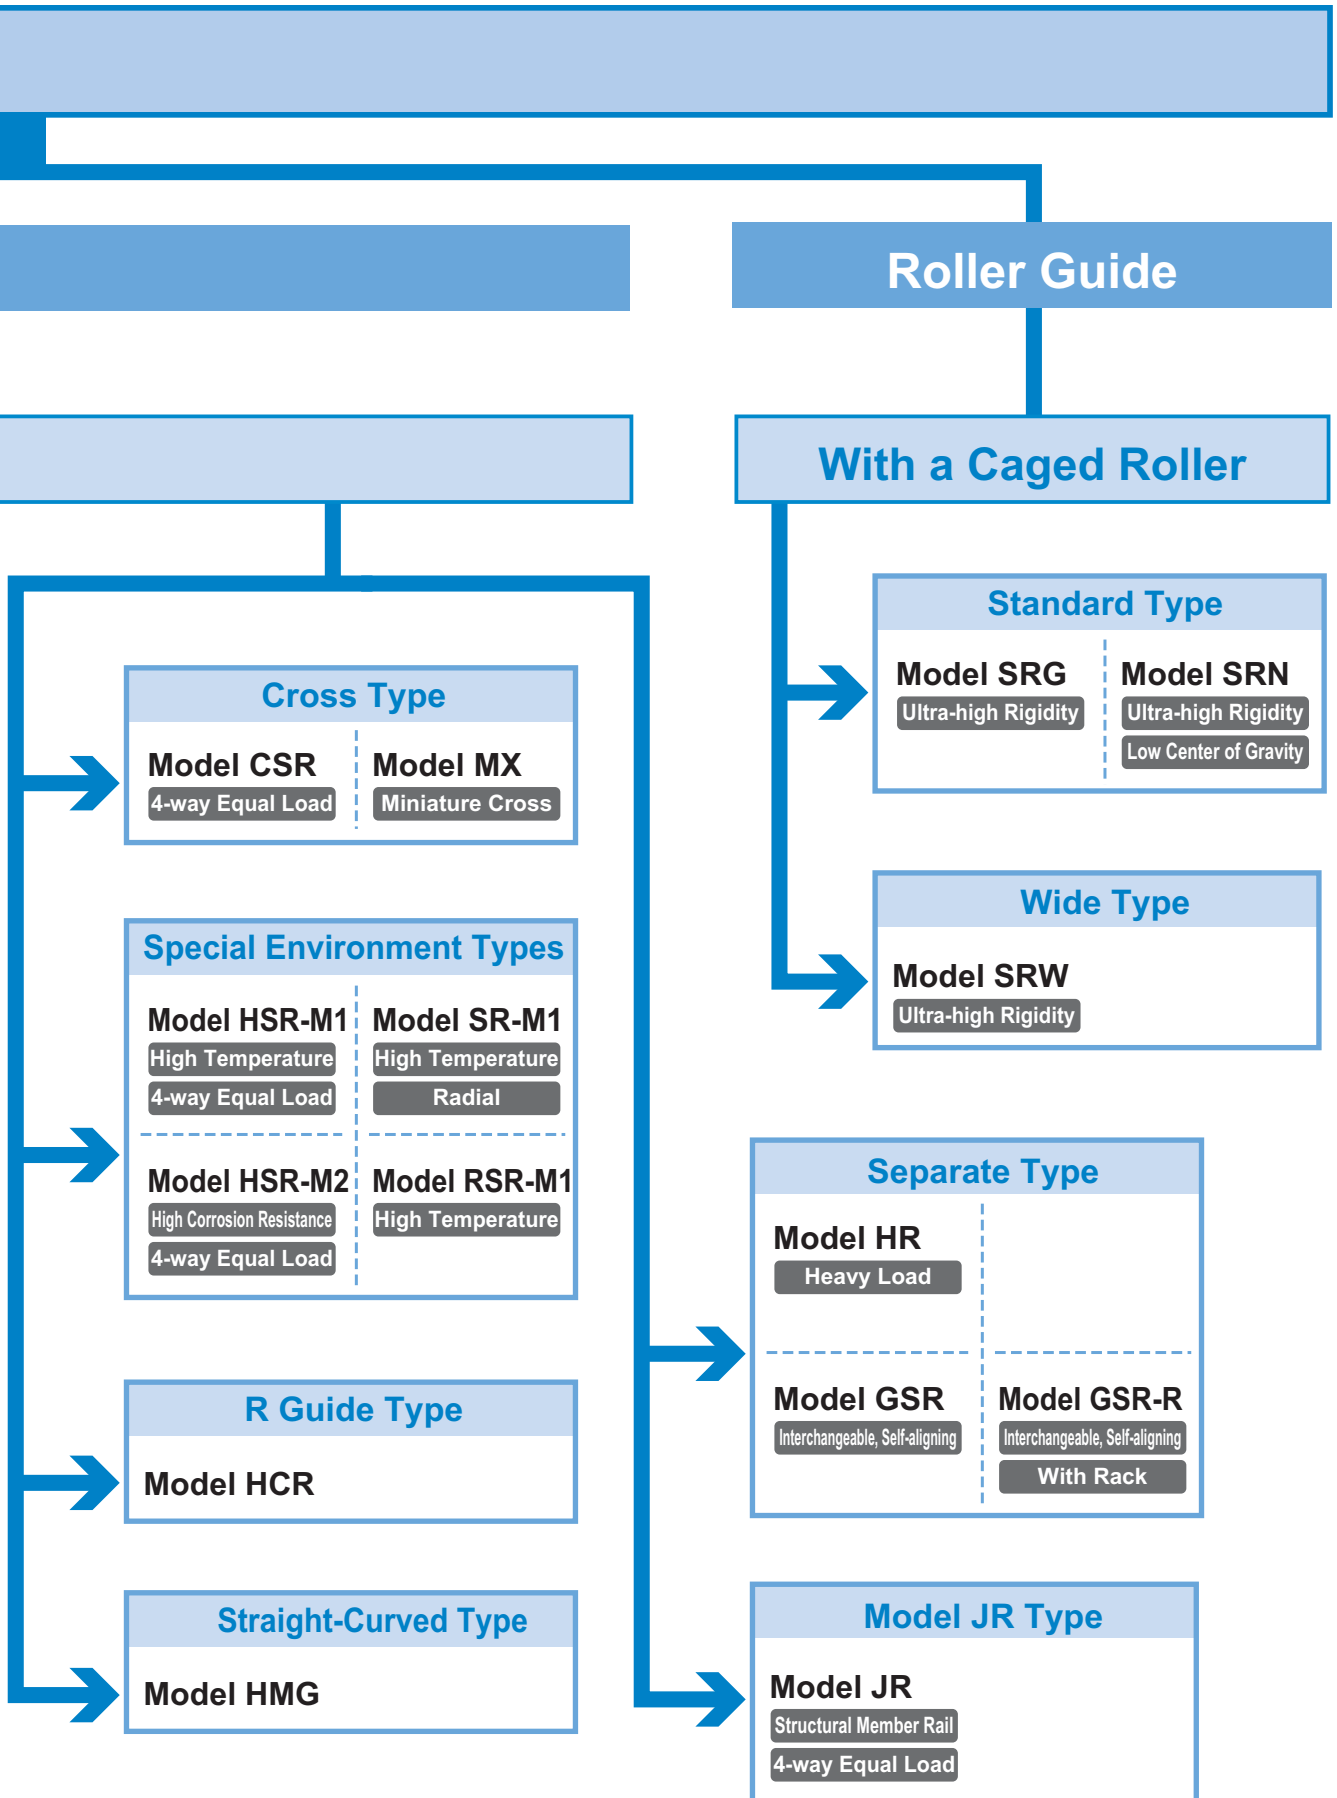 Roller Guide
With a Caged Roller
Standard Type
Model SRG
Ultra-high Rigidity
Model SRN
Ultra-high Rigidity
Low Center of Gravity
Wide Type
Model SRW
Ultra-high Rigidity
Cross Type
Model CSR
4-way Equal Load
Model MX
Miniature Cross
Special Environment Types
Model HSR-M1
High Temperature
4-way Equal Load
Model SR-M1
High Temperature
Radial
Model HSR-M2
High Corrosion Resistance
4-way Equal Load
Model RSR-M1
High Temperature
R Guide Type
Model HCR
Straight-Curved Type
Model HMG
Separate Type
Model HR
Heavy Load
Model GSR
Interchangeable, Self-aligning
Model GSR-R
Interchangeable, Self-aligning
With Rack
Model JR Type
Model JR
Structural Member Rail
4-way Equal Load